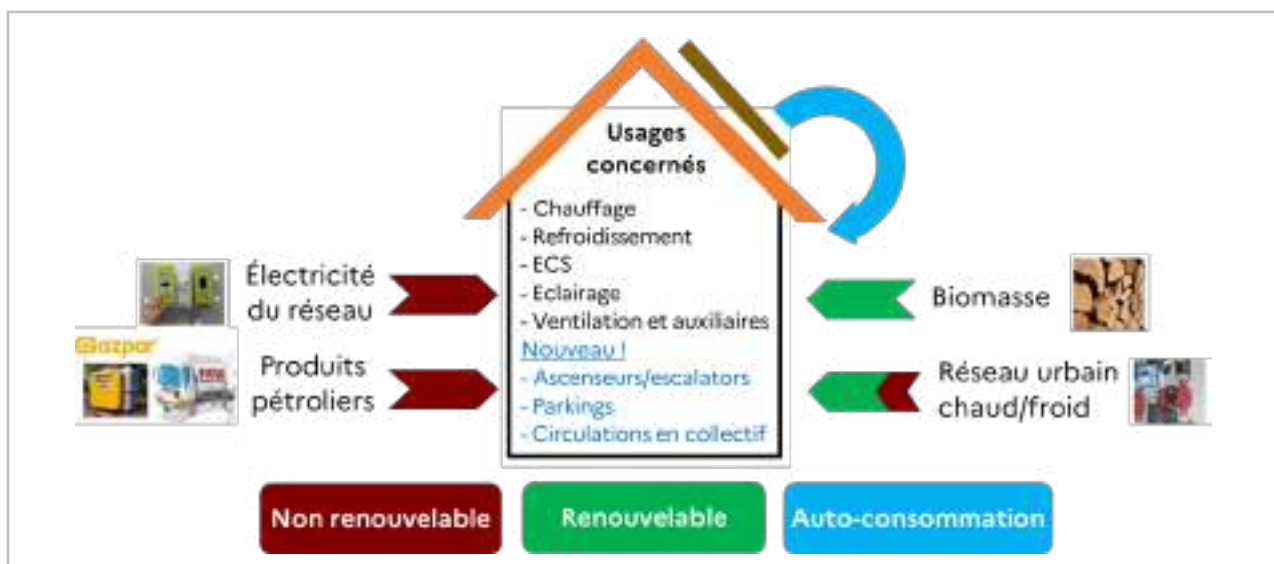 Usages
concernés
- Chauffage
- Refroidissement
- ECS
- Eclairage
- Ventilation et auxiliaires
Nouveau !
- Ascenseurs/escalators
- Parkings
- Circulations en collectif
Électricité
du réseau
Gazpar
Produits
pétroliers
Biomasse
Réseau urbain
chaud/froid
Non renouvelable
Renouvelable
Auto-consommation